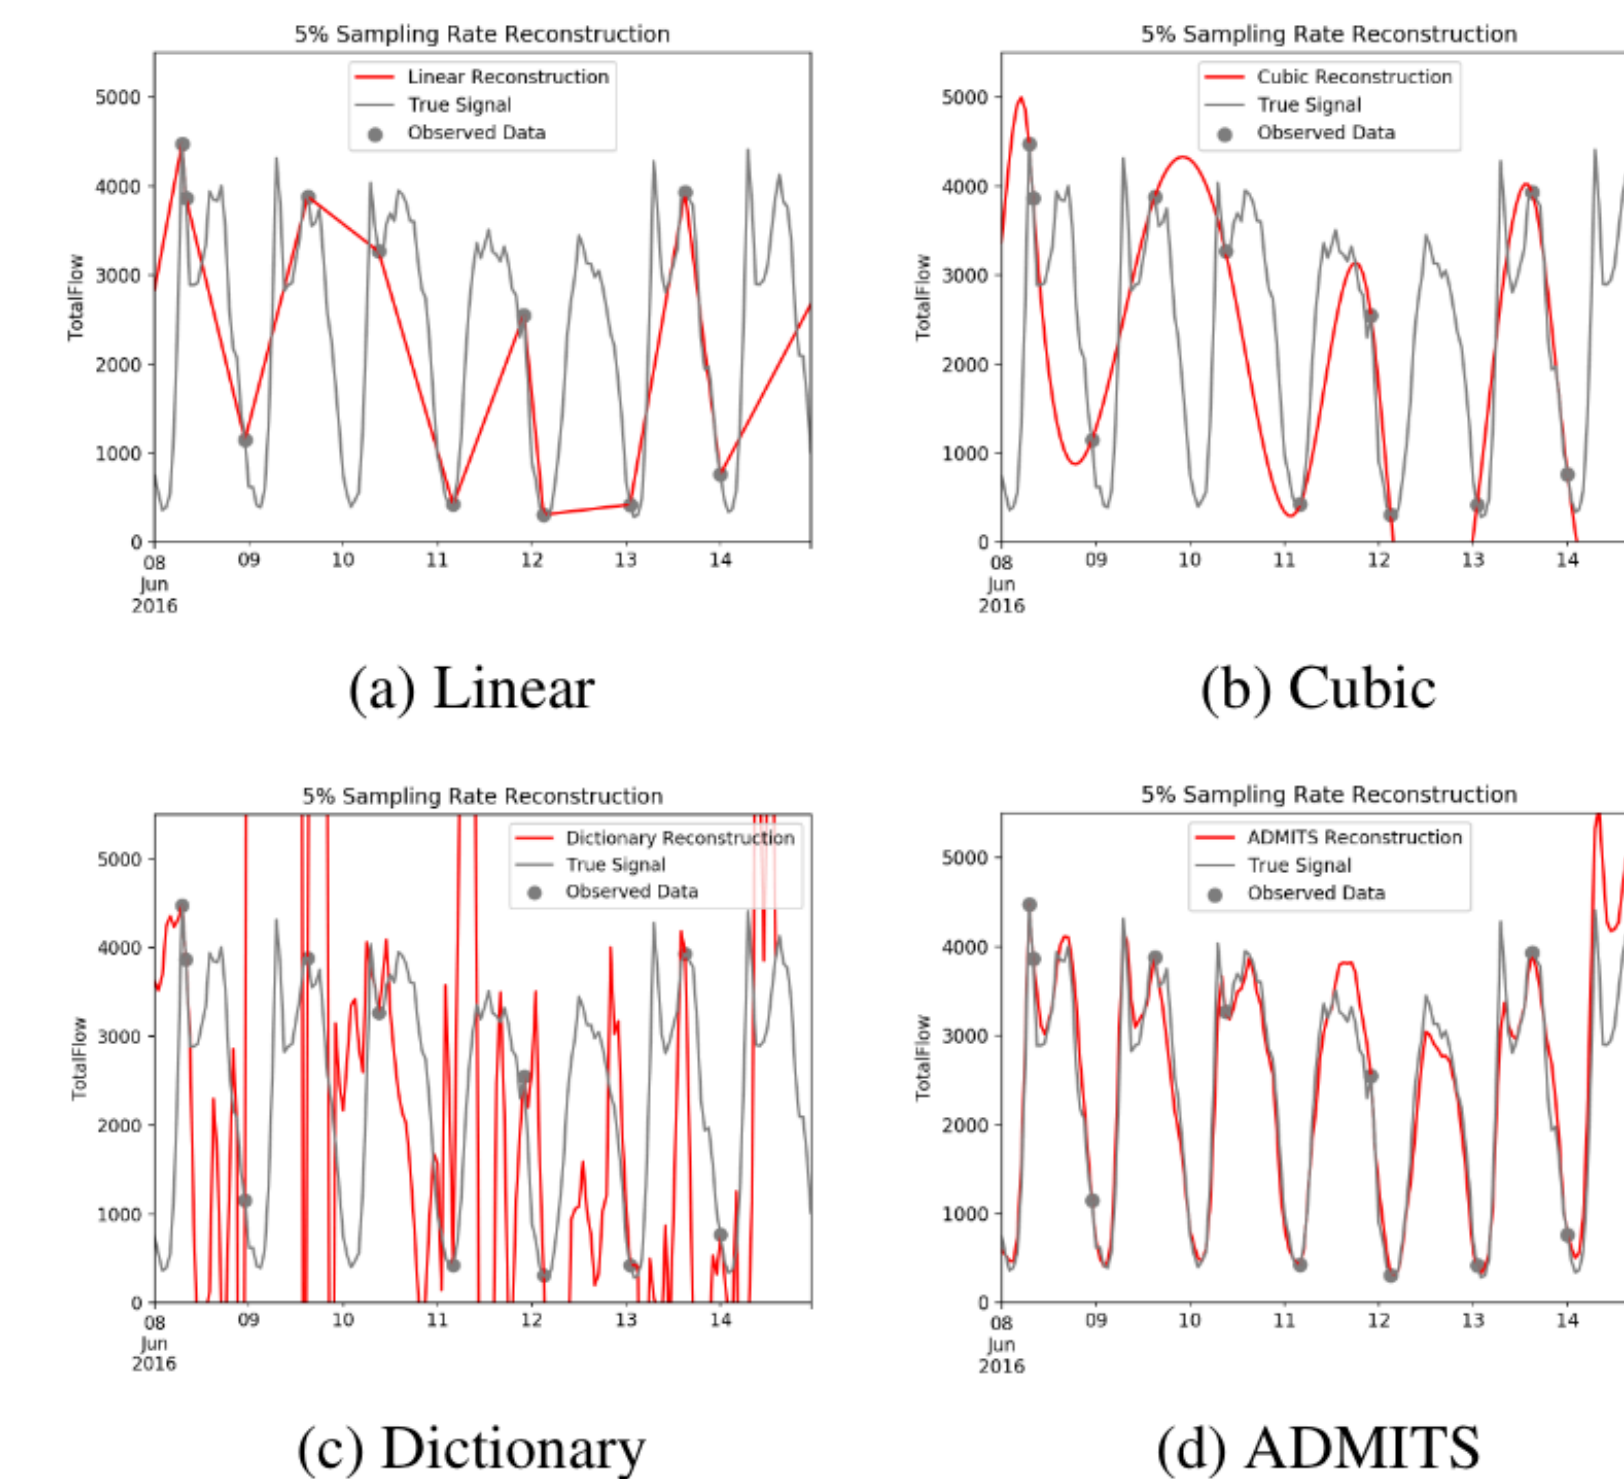 5% Sampling Rate Reconstruction
Linear Reconstruction
True Signal
Observed Data
TotalFlow
5000
4000
3000
2000
1000
0
08 09 10 11 12 13 14
Jun
2016
(a) Linear
5% Sampling Rate Reconstruction
Cubic Reconstruction
True Signal
Observed Data
TotalFlow
5000
4000
3000
2000
1000
0
08 09 10 11 12 13 14
Jun
2016
(b) Cubic
5% Sampling Rate Reconstruction
Dictionary Reconstruction
True Signal
Observed Data
TotalFlow
5000
4000
3000
2000
1000
0
08 09 10 11 12 13 14
Jun
2016
(c) Dictionary
5% Sampling Rate Reconstruction
ADMITS Reconstruction
True Signal
Observed Data
TotalFlow
5000
4000
3000
2000
1000
0
08 09 10 11 12 13 14
Jun
2016
(d) ADMITS